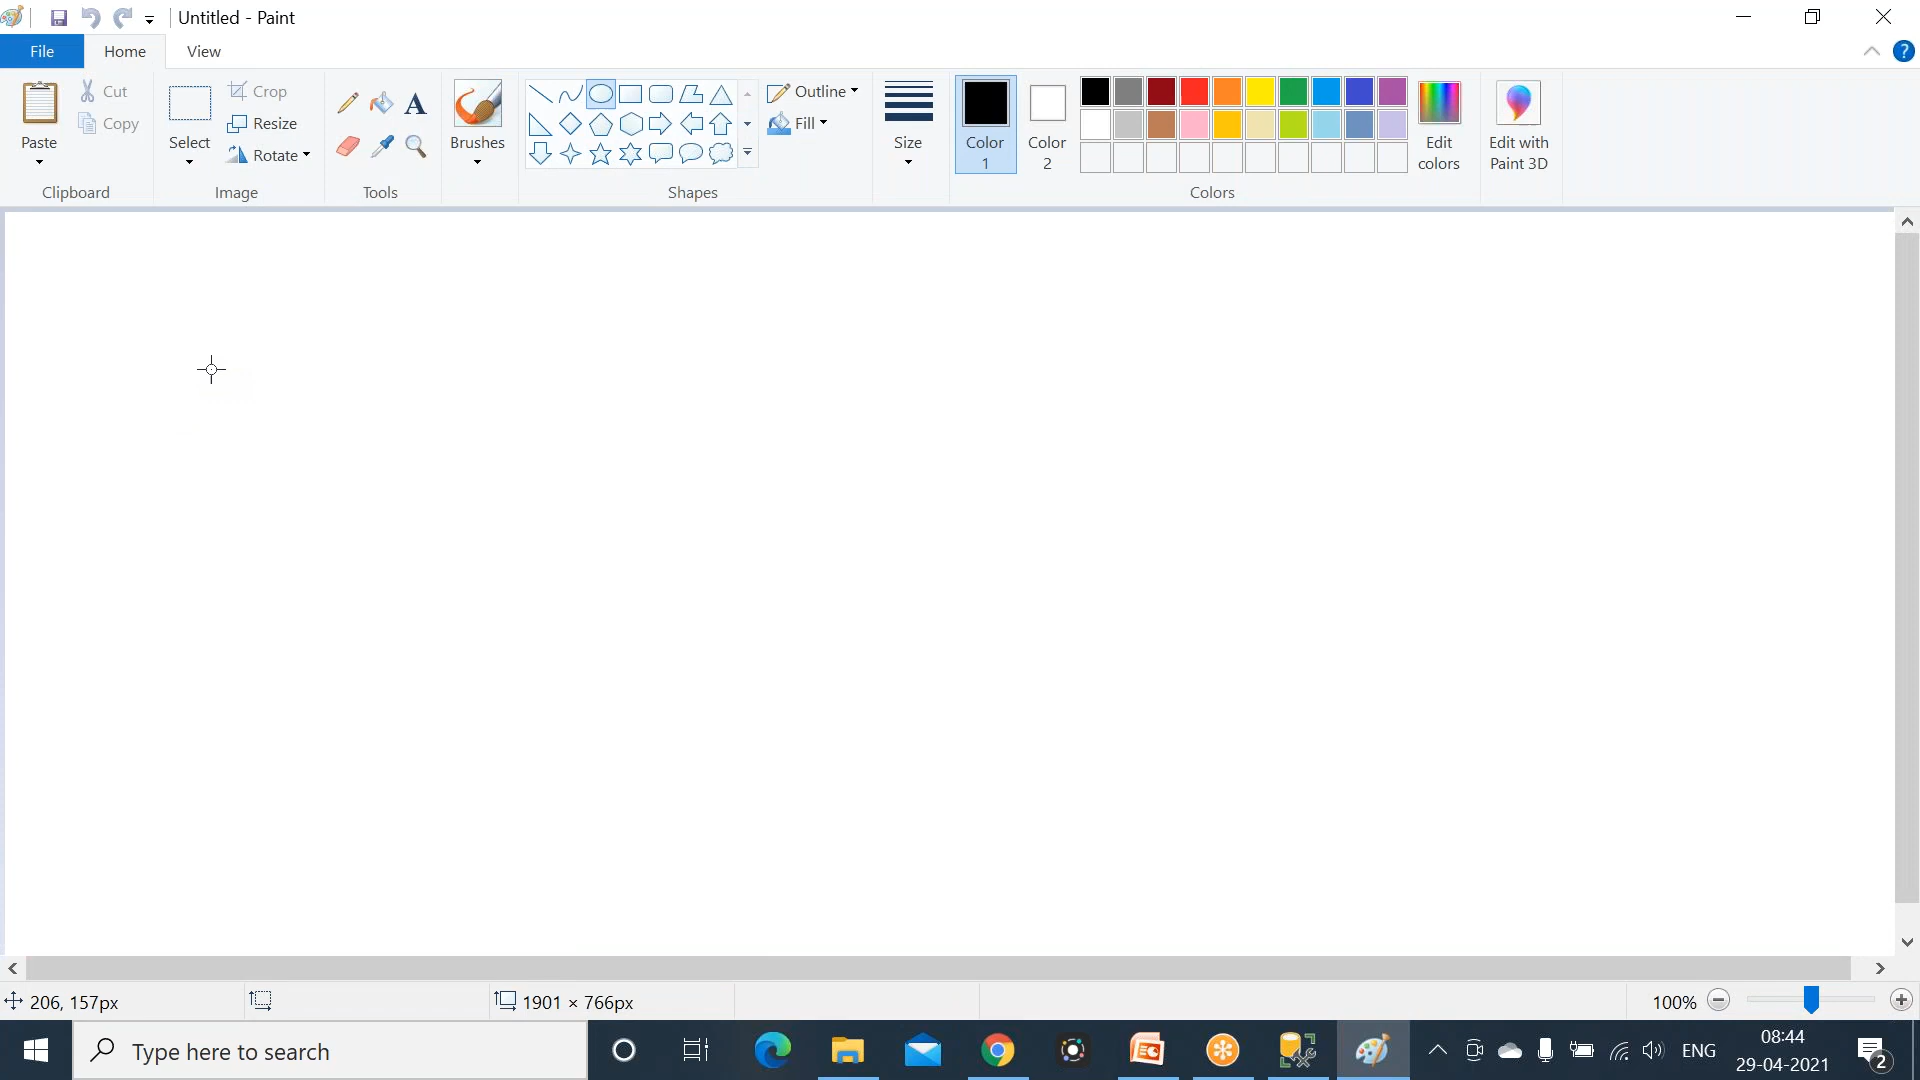 Untitled - Paint
File Home View
Paste
Cut
Copy
Clipboard
Select
Crop
Resize
Rotate
Image
A
Tools
Brushes
Shapes
Outline
Fill
Size
Color 1
Color 2
Colors
Edit colors
Edit with Paint 3D
206, 157px
1901 × 766px
100%
Type here to search
ENG
08:44
29-04-2021
2